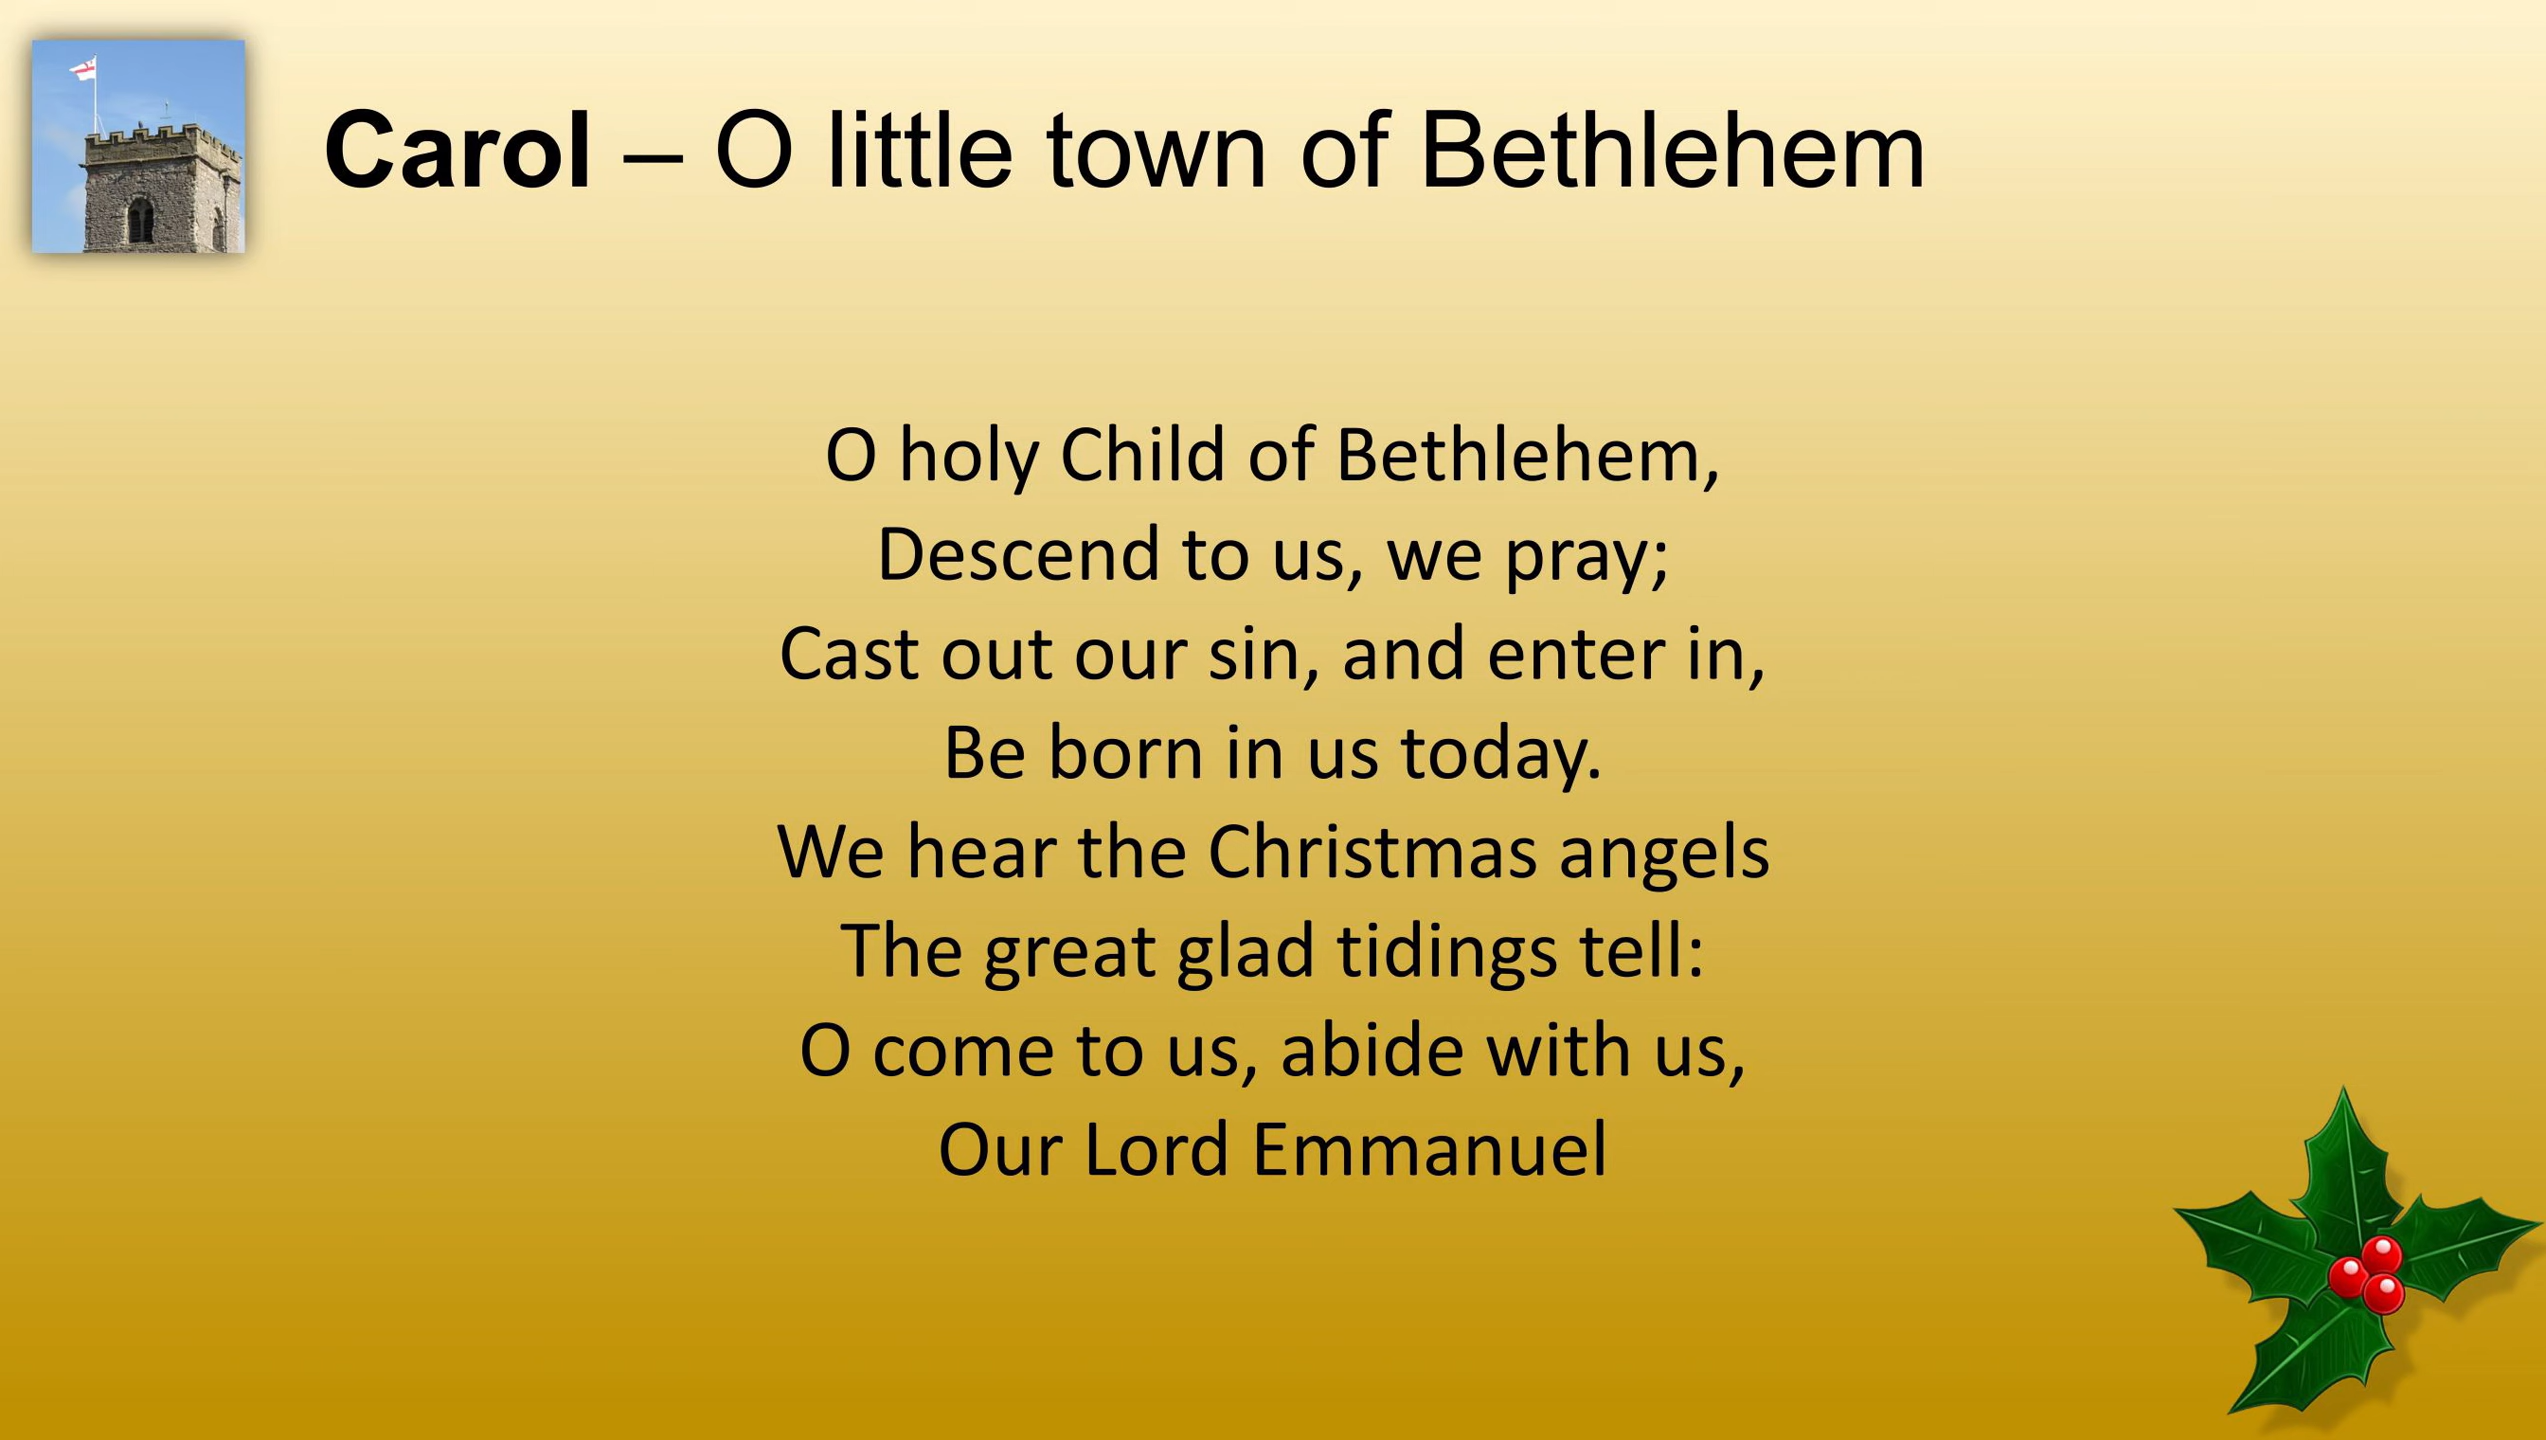 Carol – O little town of Bethlehem
O holy Child of Bethlehem,
Descend to us, we pray;
Cast out our sin, and enter in,
Be born in us today.
We hear the Christmas angels
The great glad tidings tell:
O come to us, abide with us,
Our Lord Emmanuel